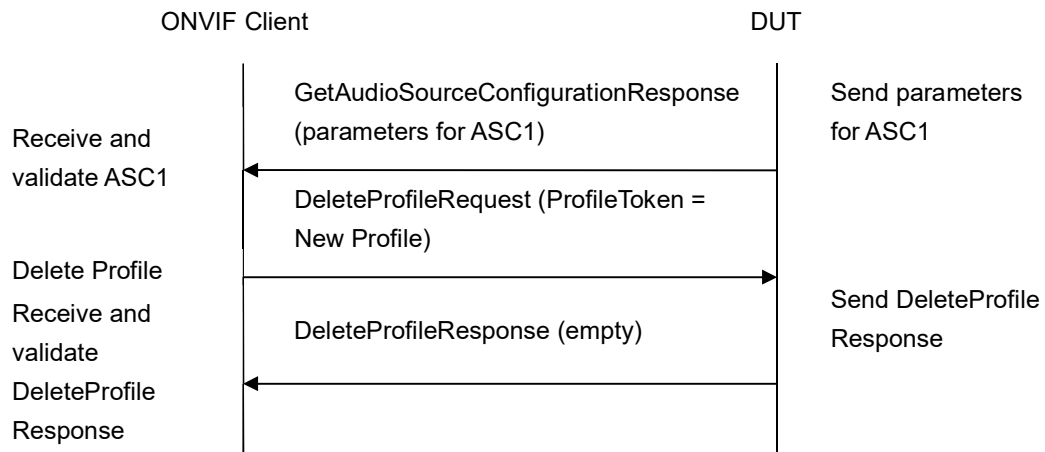 ONVIF Client
DUT
GetAudioSourceConfigurationResponse
(parameters for ASC1)
Send parameters
for ASC1
Receive and
validate ASC1
DeleteProfileRequest (ProfileToken =
New Profile)
Delete Profile
Receive and
validate
DeleteProfile
Response
DeleteProfileResponse (empty)
Send DeleteProfile
Response